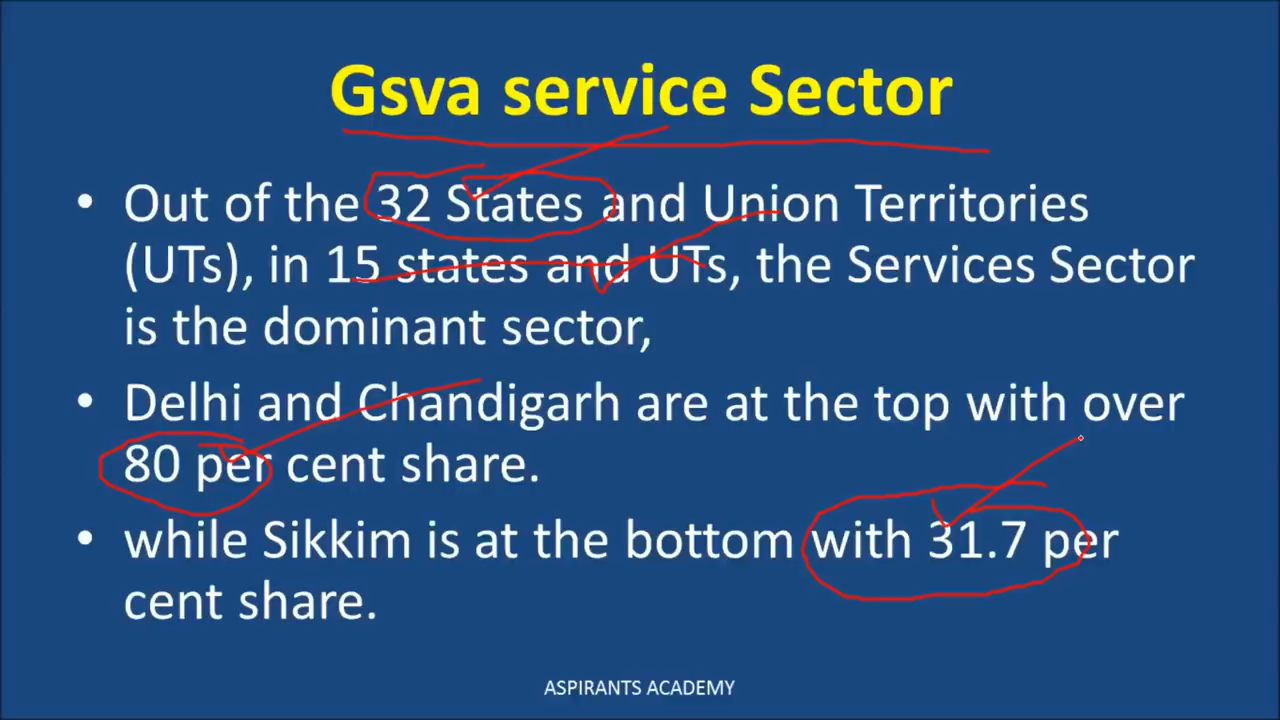 Gsva service Sector
• Out of the 32 States and Union Territories
(UTs), in 15 states and UTs, the Services Sector
is the dominant sector,
• Delhi and Chandigarh are at the top with over
80 per cent share.
• while Sikkim is at the bottom with 31.7 per
cent share.
ASPIRANTS ACADEMY